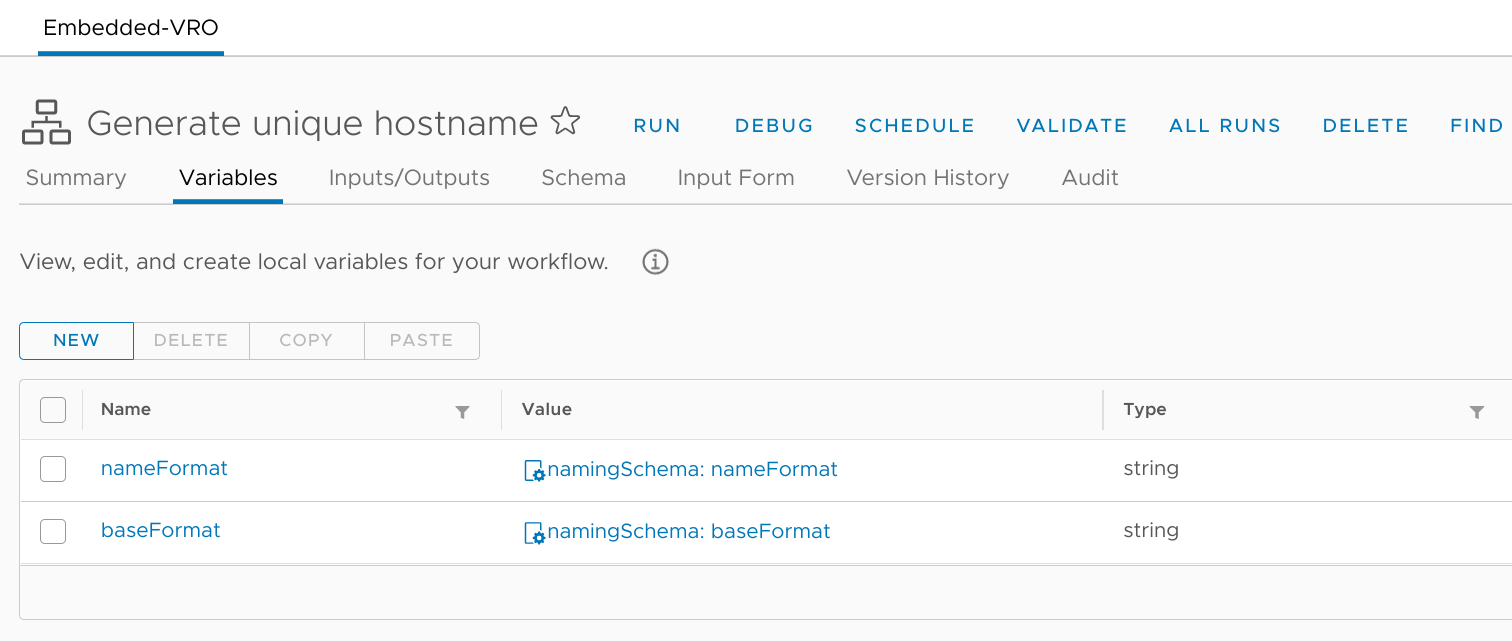 Embedded-VRO
Generate unique hostname RUN DEBUG SCHEDULE VALIDATE ALL RUNS DELETE FIND
Summary Variables Inputs/Outputs Schema Input Form Version History Audit
View, edit, and create local variables for your workflow.
NEW DELETE COPY PASTE
Name Value Type
nameFormat namingSchema: nameFormat string
baseFormat namingSchema: baseFormat string